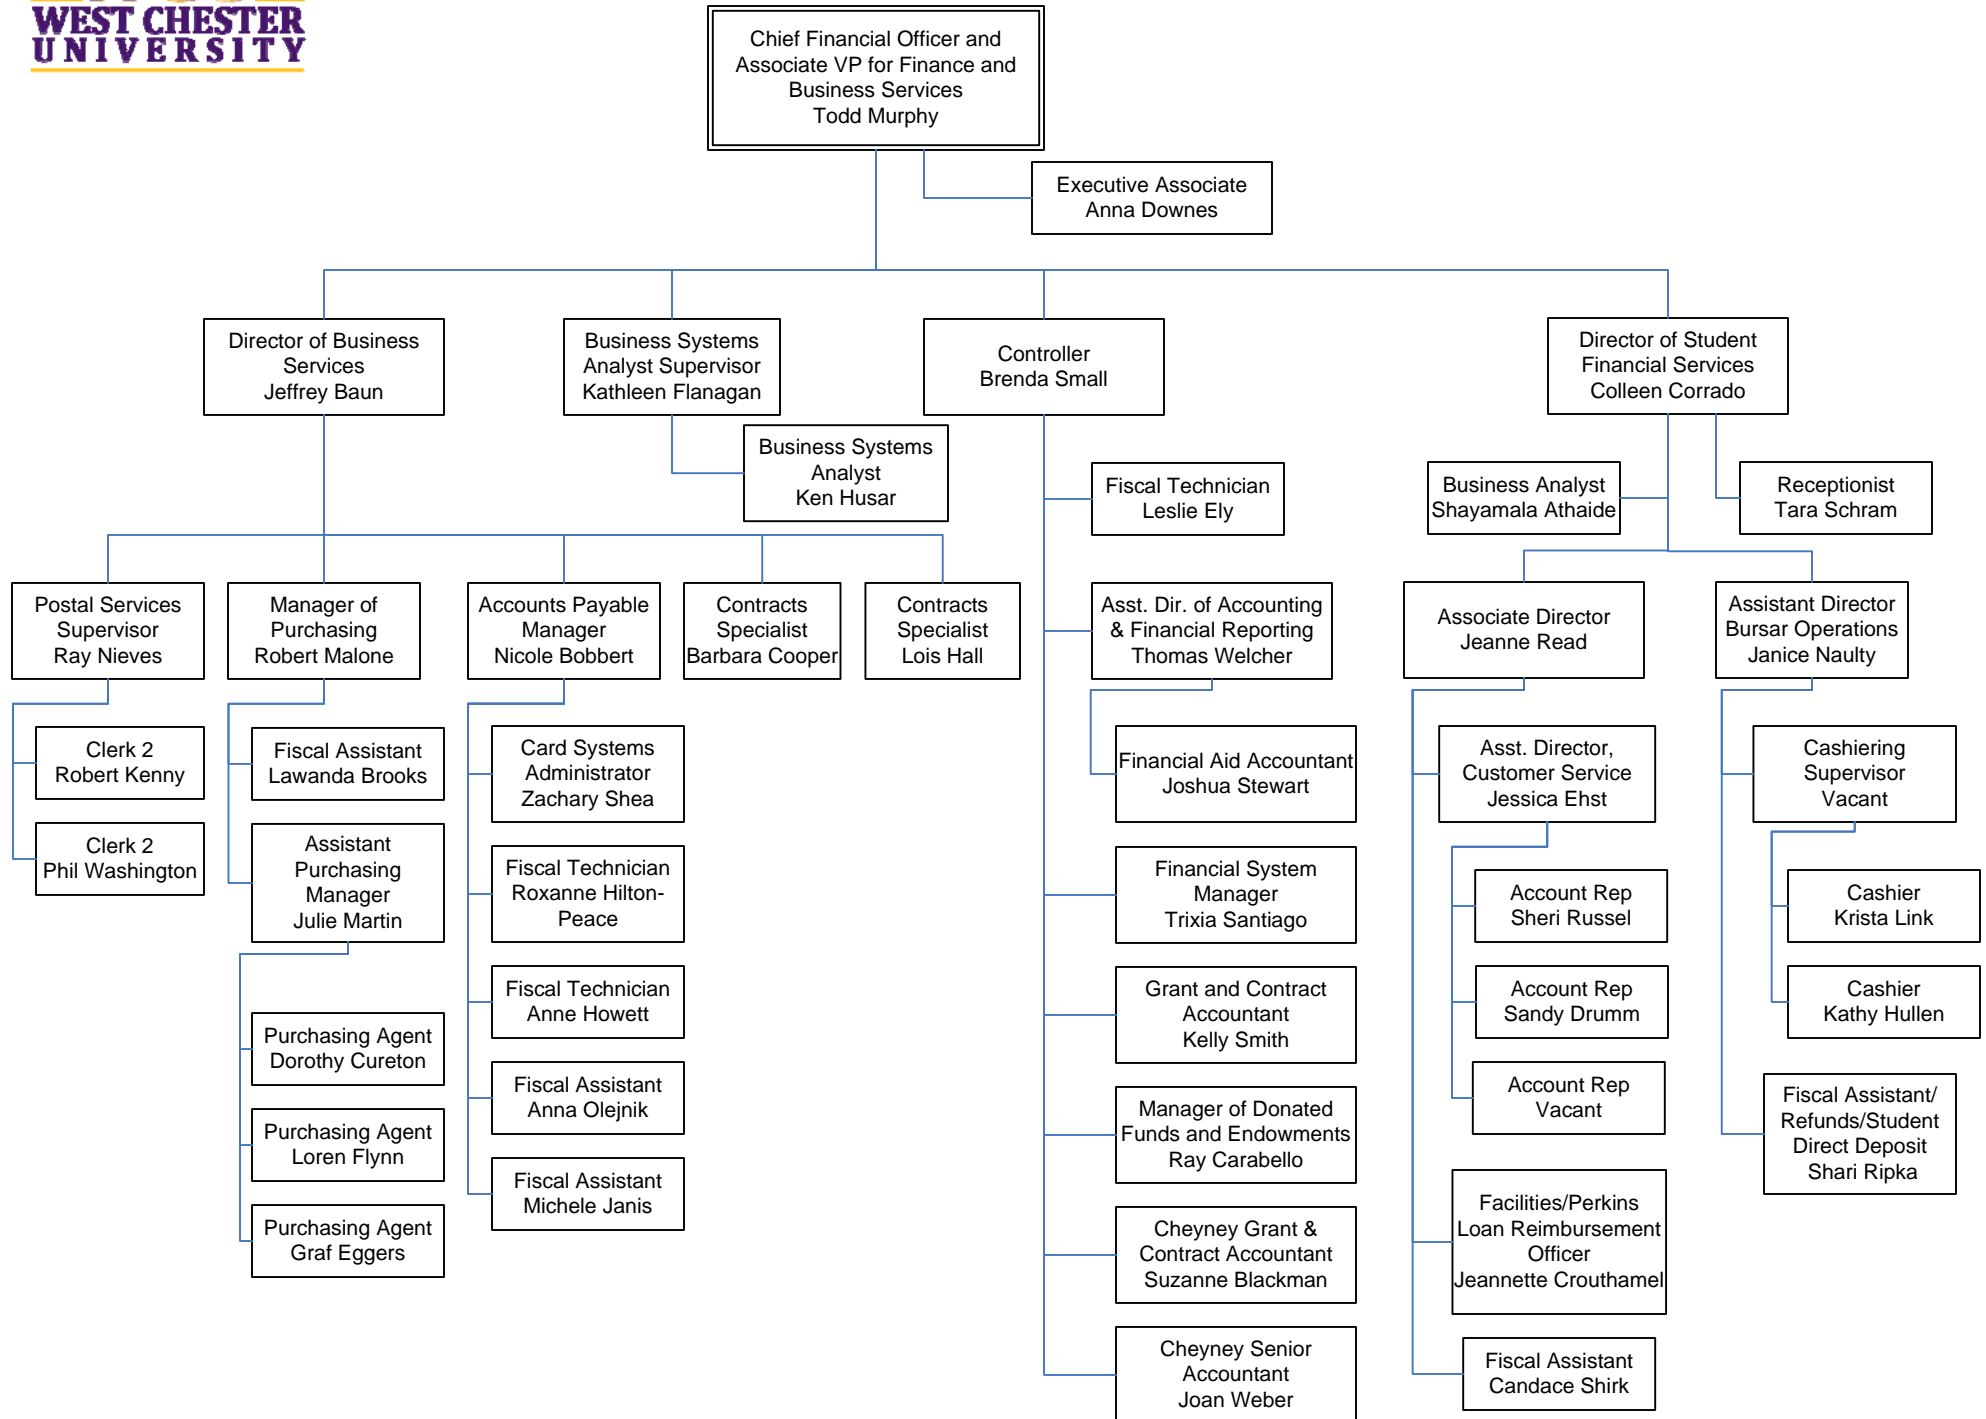 WEST CHESTER
UNIVERSITY
Chief Financial Officer and
Associate VP for Finance and
Business Services
Todd Murphy
Executive Associate
Anna Downes
Director of Business
Services
Jeffrey Baun
Business Systems
Analyst Supervisor
Kathleen Flanagan
Controller
Brenda Small
Director of Student
Financial Services
Colleen Corrado
Business Systems
Analyst
Ken Husar
Fiscal Technician
Leslie Ely
Business Analyst
Shayamala Athaide
Receptionist
Tara Schram
Postal Services
Supervisor
Ray Nieves
Manager of
Purchasing
Robert Malone
Accounts Payable
Manager
Nicole Bobbert
Contracts
Specialist
Barbara Cooper
Contracts
Specialist
Lois Hall
Asst. Dir. of Accounting
& Financial Reporting
Thomas Welcher
Associate Director
Jeanne Read
Assistant Director
Bursar Operations
Janice Naulty
Clerk 2
Robert Kenny
Clerk 2
Phil Washington
Fiscal Assistant
Lawanda Brooks
Assistant
Purchasing
Manager
Julie Martin
Purchasing Agent
Dorothy Cureton
Purchasing Agent
Loren Flynn
Purchasing Agent
Graf Eggers
Card Systems
Administrator
Zachary Shea
Fiscal Technician
Roxanne Hilton-
Peace
Fiscal Technician
Anne Howett
Fiscal Assistant
Anna Olejnik
Fiscal Assistant
Michele Janis
Financial Aid Accountant
Joshua Stewart
Financial System
Manager
Trixia Santiago
Grant and Contract
Accountant
Kelly Smith
Manager of Donated
Funds and Endowments
Ray Carabello
Cheyney Grant &
Contract Accountant
Suzanne Blackman
Cheyney Senior
Accountant
Joan Weber
Asst. Director,
Customer Service
Jessica Ehst
Account Rep
Sheri Russel
Account Rep
Sandy Drumm
Account Rep
Vacant
Facilities/Perkins
Loan Reimbursement
Officer
Jeannette Crouthamel
Fiscal Assistant
Candace Shirk
Cashiering
Supervisor
Vacant
Cashier
Krista Link
Cashier
Kathy Hullen
Fiscal Assistant/
Refunds/Student
Direct Deposit
Shari Ripka